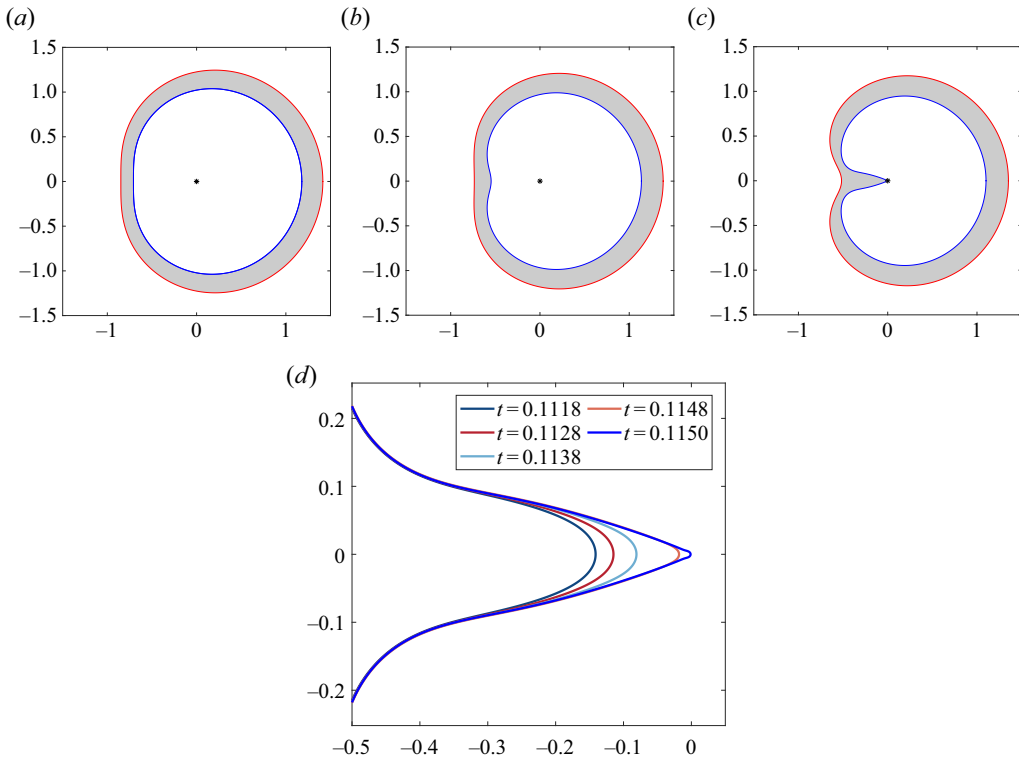 (a) (b) (c)
1.5 1.5 1.5
1.0 1.0 1.0
0.5 0.5 0.5
0 0 0
–0.5 –0.5 –0.5
–1.0 –1.0 –1.0
–1.5 –1.5 –1.5
–1 0 1 –1 0 1 –1 0 1
(d)
0.2 t = 0.1118 t = 0.1148
t = 0.1128 t = 0.1150
t = 0.1138
0.1
0
–0.1
–0.2
–0.5 –0.4 –0.3 –0.2 –0.1 0